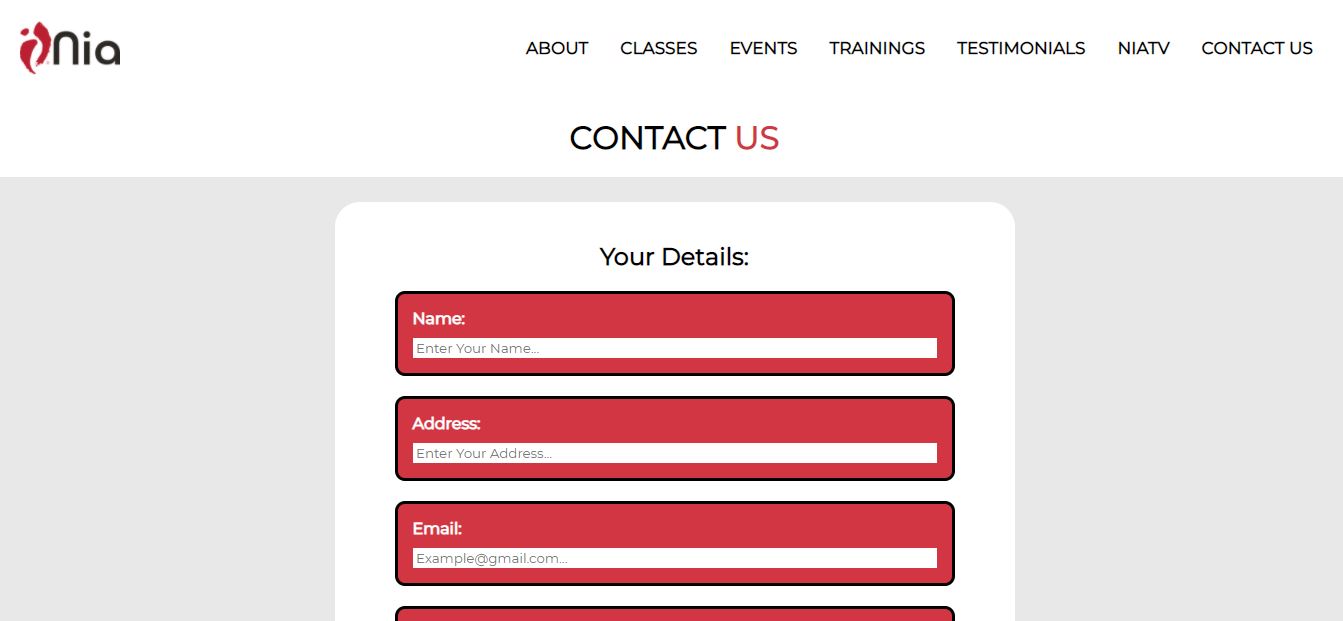 Nia
ABOUT CLASSES EVENTS TRAININGS TESTIMONIALS NIATV CONTACT US
CONTACT US
Your Details:
Name:
Enter Your Name...
Address:
Enter Your Address...
Email:
Example@gmail.com...